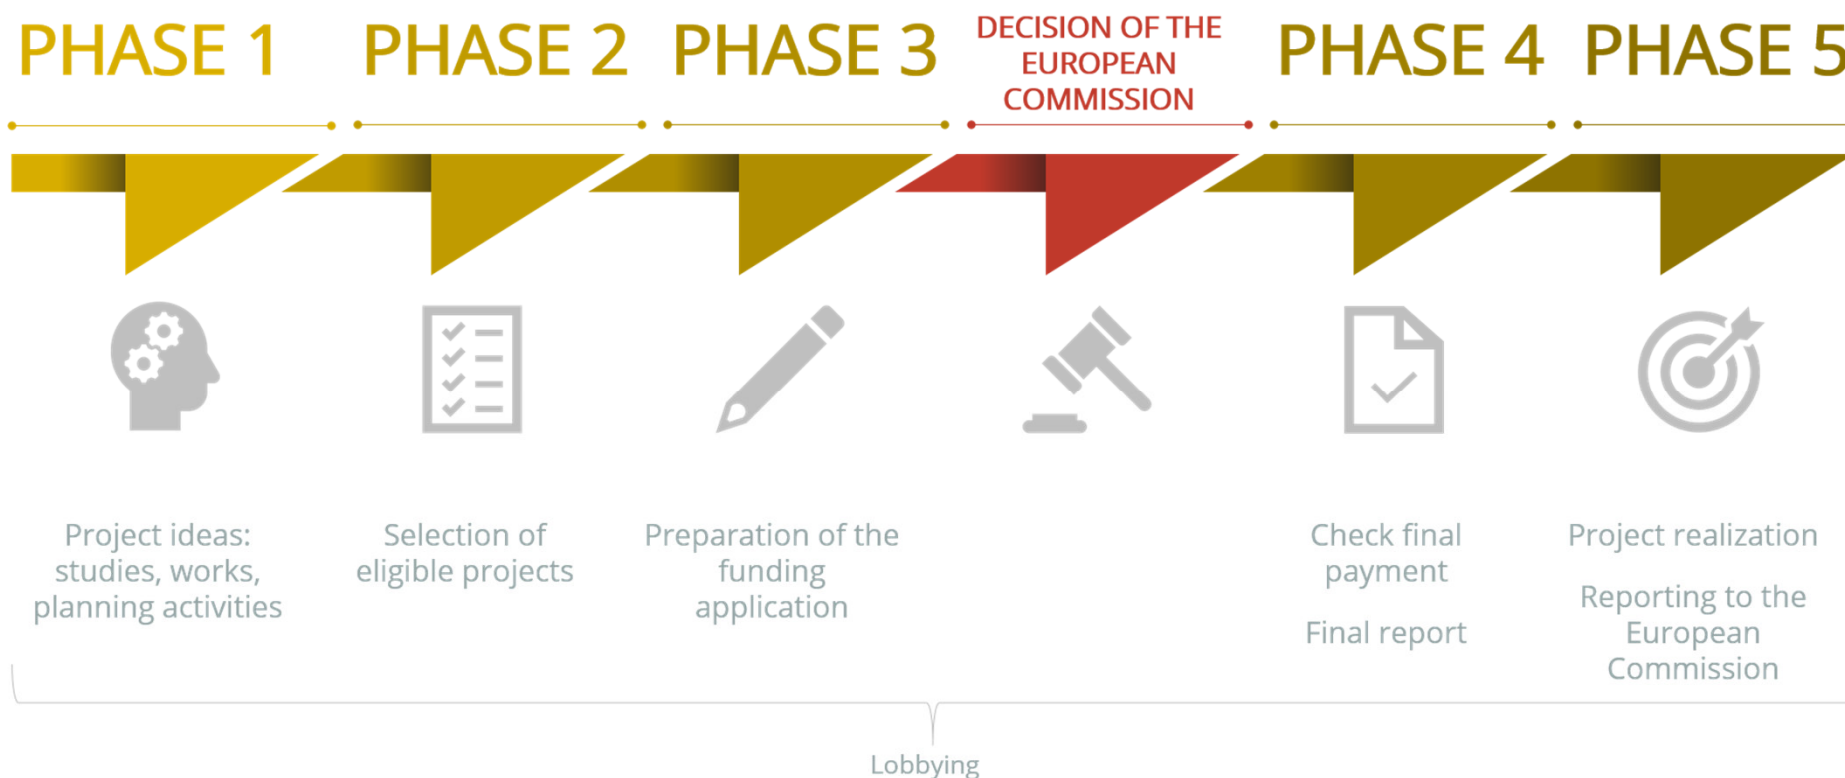 PHASE 1
PHASE 2
PHASE 3
DECISION OF THE
EUROPEAN
COMMISSION
PHASE 4
PHASE 5
Project ideas:
studies, works,
planning activities
Selection of
eligible projects
Preparation of the
funding
application
Check final
payment
Final report
Project realization
Reporting to the
European
Commission
Lobbying